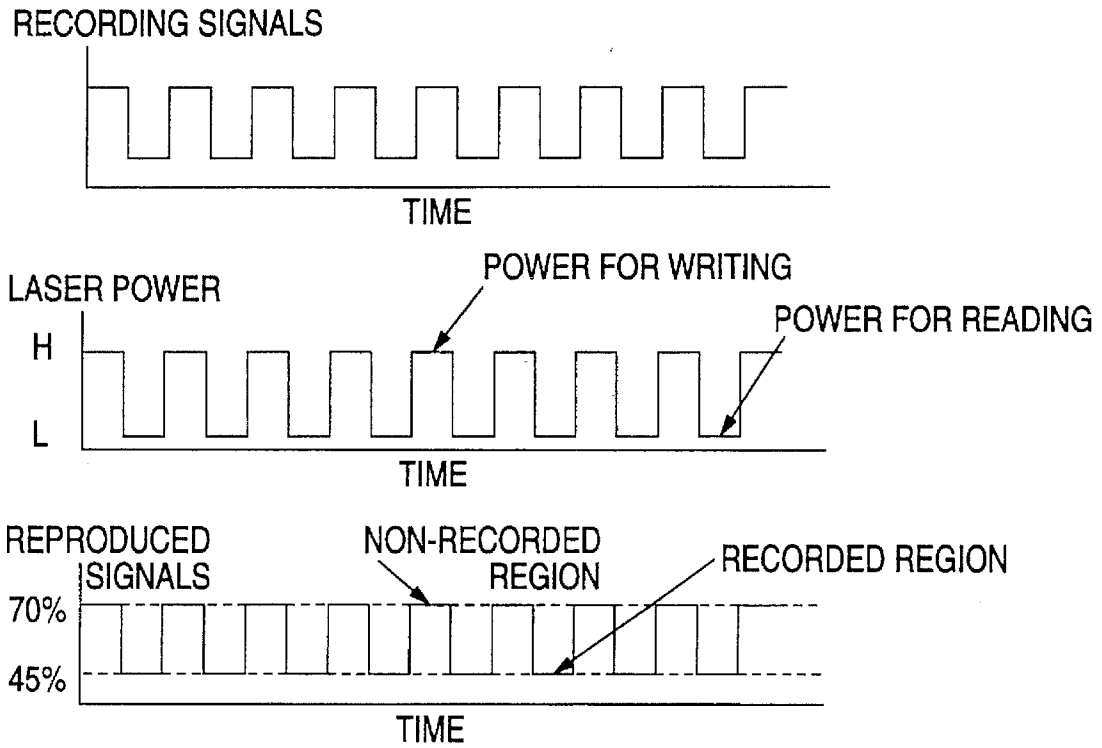 RECORDING SIGNALS
TIME
POWER FOR WRITING
LASER POWER
POWER FOR READING
H
L
TIME
REPRODUCED
SIGNALS
NON-RECORDED
REGION
RECORDED REGION
70%
45%
TIME